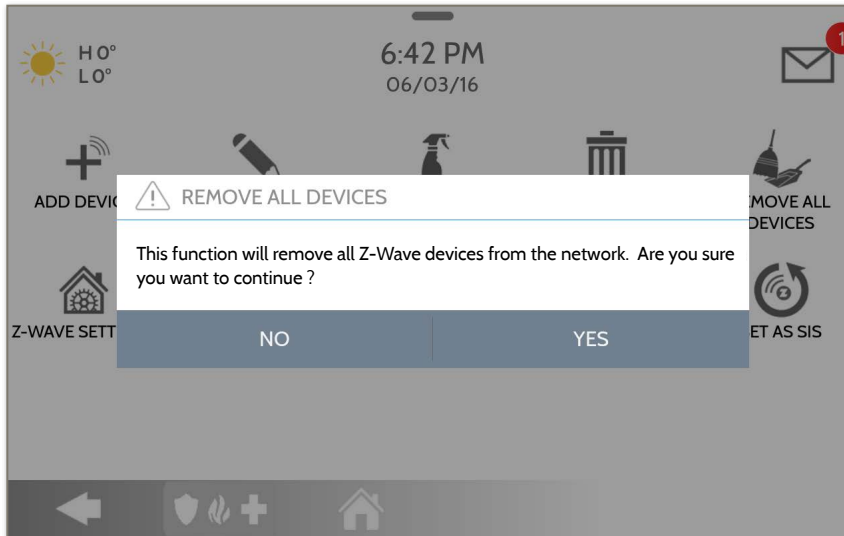 H 0°
L 0°
6:42 PM
06/03/16
1
ADD DEVIC
MOVE ALL
DEVICES
REMOVE ALL DEVICES
This function will remove all Z-Wave devices from the network. Are you sure
you want to continue ?
NO
YES
Z-WAVE SETT
ET AS SIS